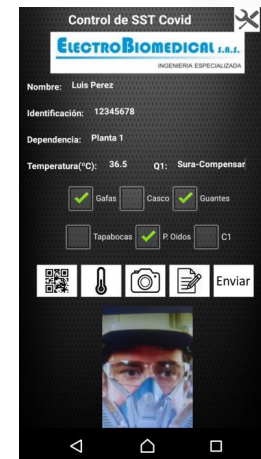 Control de SST Covid
ELECTROBIOMEDICAL S.A.S.
INGENIERIA ESPECIALIZADA
Nombre: Luis Perez
Identificación: 12345678
Dependencia: Planta 1
Temperatura(ºC): 36.5 Q1: Sura-Compensar
Gafas Casco Guantes
Tapabocas P. Oidos C1
Enviar